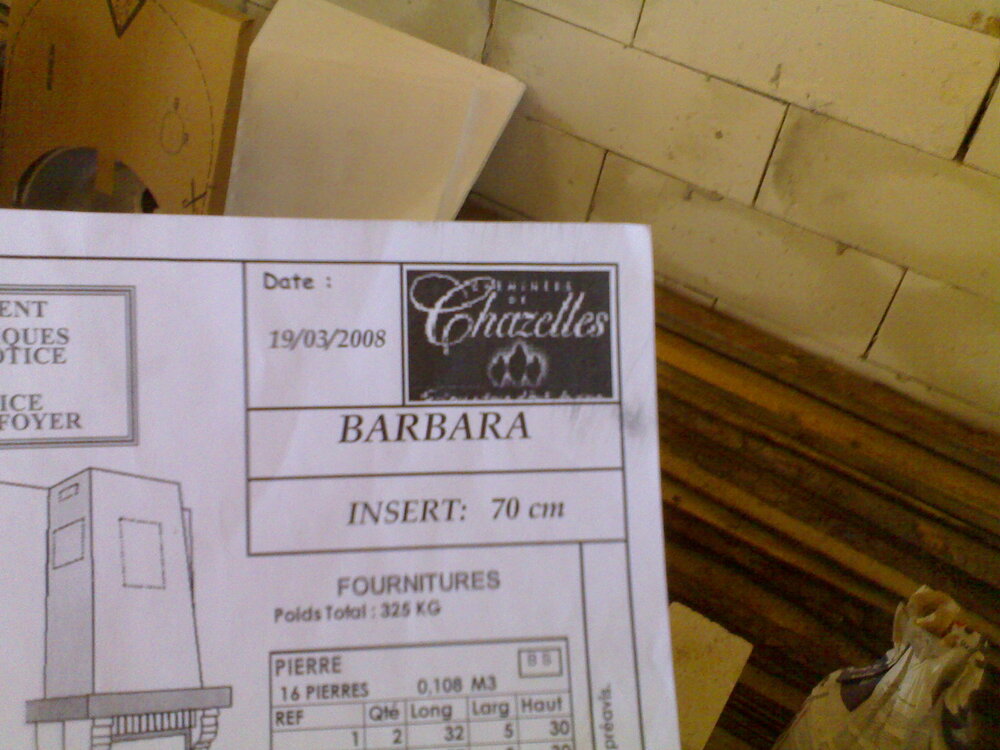 ENT
QUES
OTICE
ICE
FOYER
Date :
19/03/2008
CHEMINÉES
DE
Chazelles
BARBARA
INSERT: 70 cm
FOURNITURES
Poids Total : 325 KG
PIERRE
B S
16 PIERRES 0,108 M3
REF Qté Long Larg Haut
1 2 32 5 30
préavis.